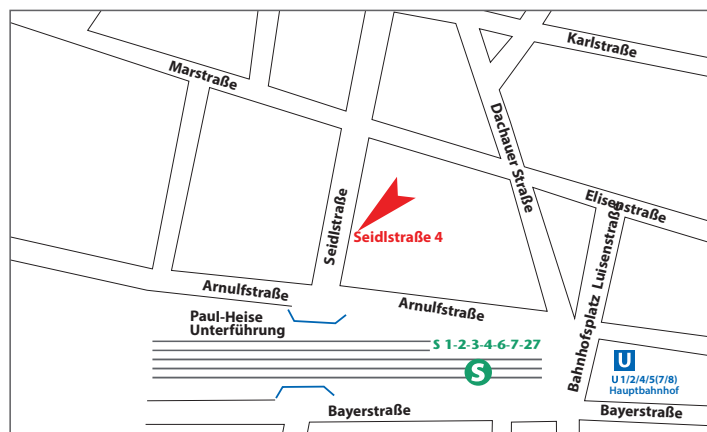 Karlstraße
Marstraße
Dachauer Straße
Elisenstraße
Seidlstraße
Seidlstraße 4
Luisenstraße
Arnulfstraße
Arnulfstraße
Paul-Heise
Unterführung
S 1-2-3-4-6-7-27
Bahnhofsplatz
U
S
U 1/2/4/5(7/8)
Hauptbahnhof
Bayerstraße
Bayerstraße